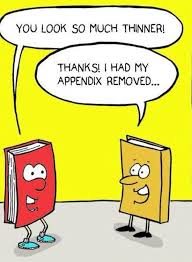 YOU LOOK SO MUCH THINNER!
THANKS! I HAD MY
APPENDIX REMOVED...